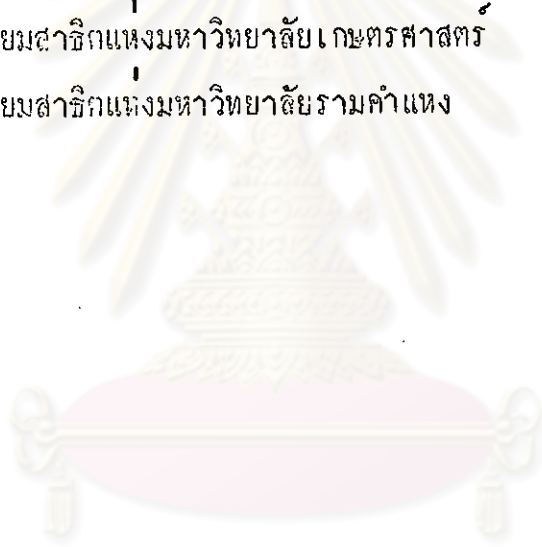 ยมสาธิตแห่งมหาวิทยาลัยเกษตรศาสตร์
ยมสาธิตแห่งมหาวิทยาลัยรามคำแหง